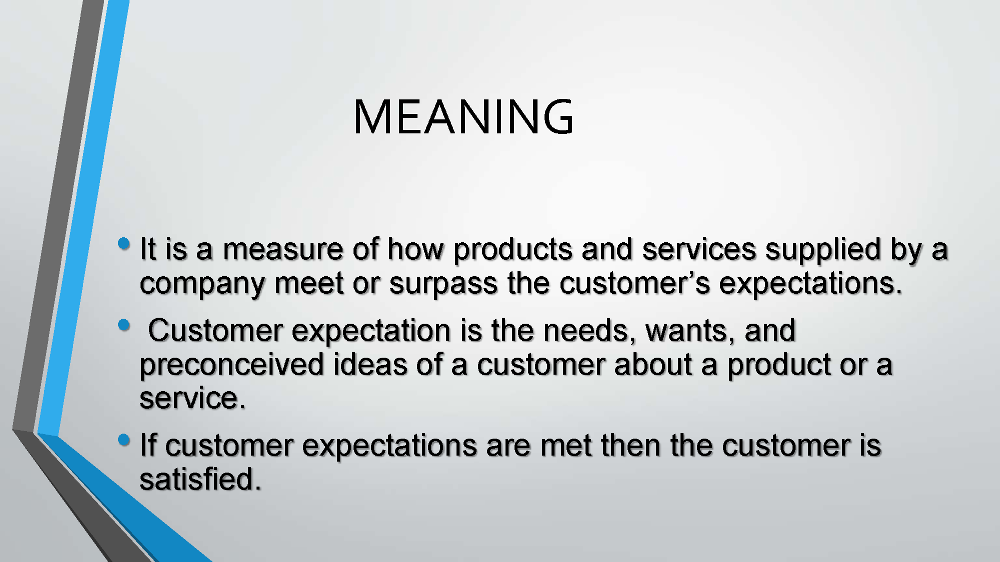 MEANING
• It is a measure of how products and services supplied by a
company meet or surpass the customer’s expectations.
• Customer expectation is the needs, wants, and
preconceived ideas of a customer about a product or a
service.
• If customer expectations are met then the customer is
satisfied.